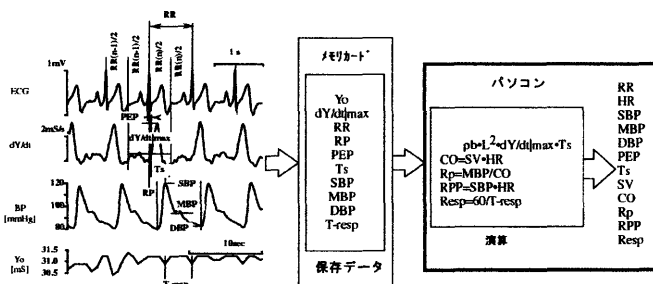 RR
1mV
RR(n-1)/2
RR(n-1)/2
RR(n)/2
RR(n)/2
1 s
ECG
PEP
2mS/s
dY/dt|max
dY/dt
Ts
RP
120
SBP
BP
[mmHg]
MBP
80
DBP
10sec
Yo
[mS]
31.5
31.0
30.5
T-resp
メモリカード
Yo
dY/dt|max
RR
RP
PEP
Ts
SBP
MBP
DBP
T-resp
保存データ
パソコン
ρb•L²•dY/dt|max•Ts
CO=SV•HR
Rp=MBP/CO
RPP=SBP•HR
Resp=60/T-resp
演算
RR
HR
SBP
MBP
DBP
PEP
Ts
SV
CO
Rp
RPP
Resp